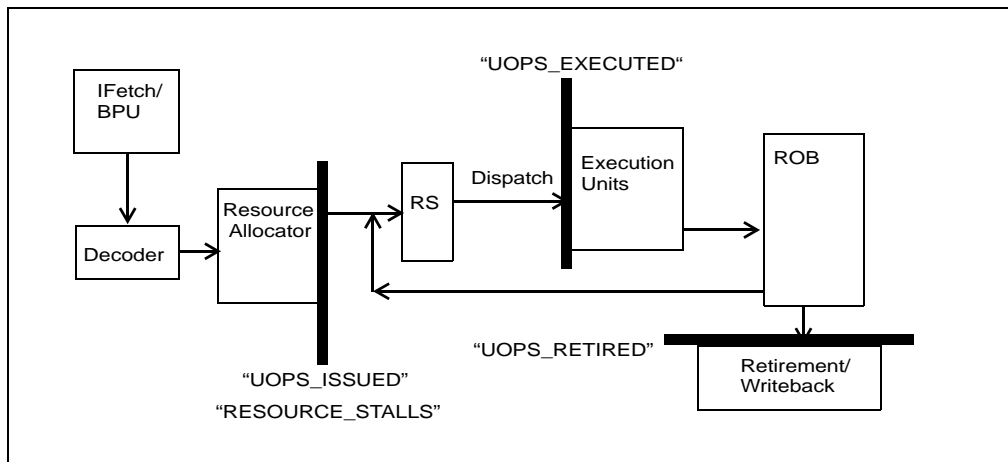 “UOPS_EXECUTED“
IFetch/
BPU
Execution
Units
ROB
Dispatch
RS
Resource
Allocator
Decoder
“UOPS_RETIRED”
Retirement/
Writeback
“UOPS_ISSUED”
“RESOURCE_STALLS”